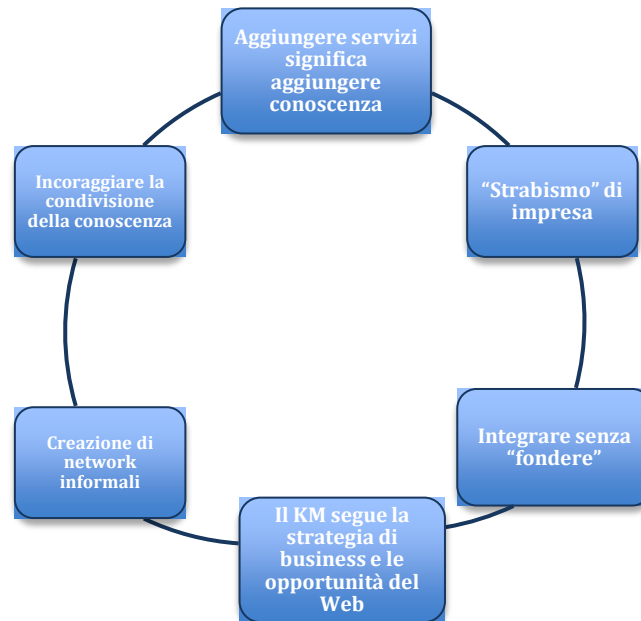 Aggiungere servizi
significa
aggiungere
conoscenza
“Strabismo” di
impresa
Integrare senza
“fondere”
Il KM segue la
strategia di
business e le
opportunità del
Web
Creazione di
network
informali
Incoraggiare la
condivisione
della conoscenza